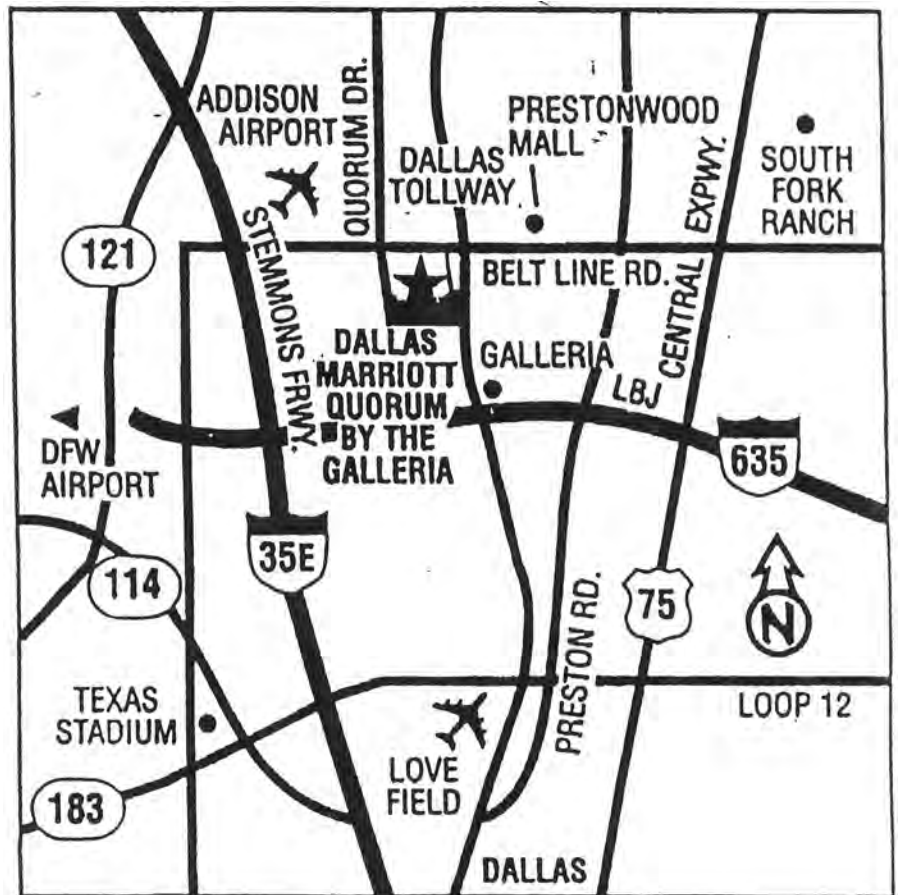 ADDISON
AIRPORT
QUORUM DR.
DALLAS
TOLLWAY
PRESTONWOOD
MALL
CENTRAL EXPWY.
SOUTH
FORK
RANCH
121
STEMMONS FRWY.
BELT LINE RD.
DALLAS
MARRIOTT
QUORUM
BY THE
GALLERIA
GALLERIA
LBJ
635
DFW
AIRPORT
35E
114
75
N
PRESTON RD.
TEXAS
STADIUM
LOOP 12
LOVE
FIELD
183
DALLAS